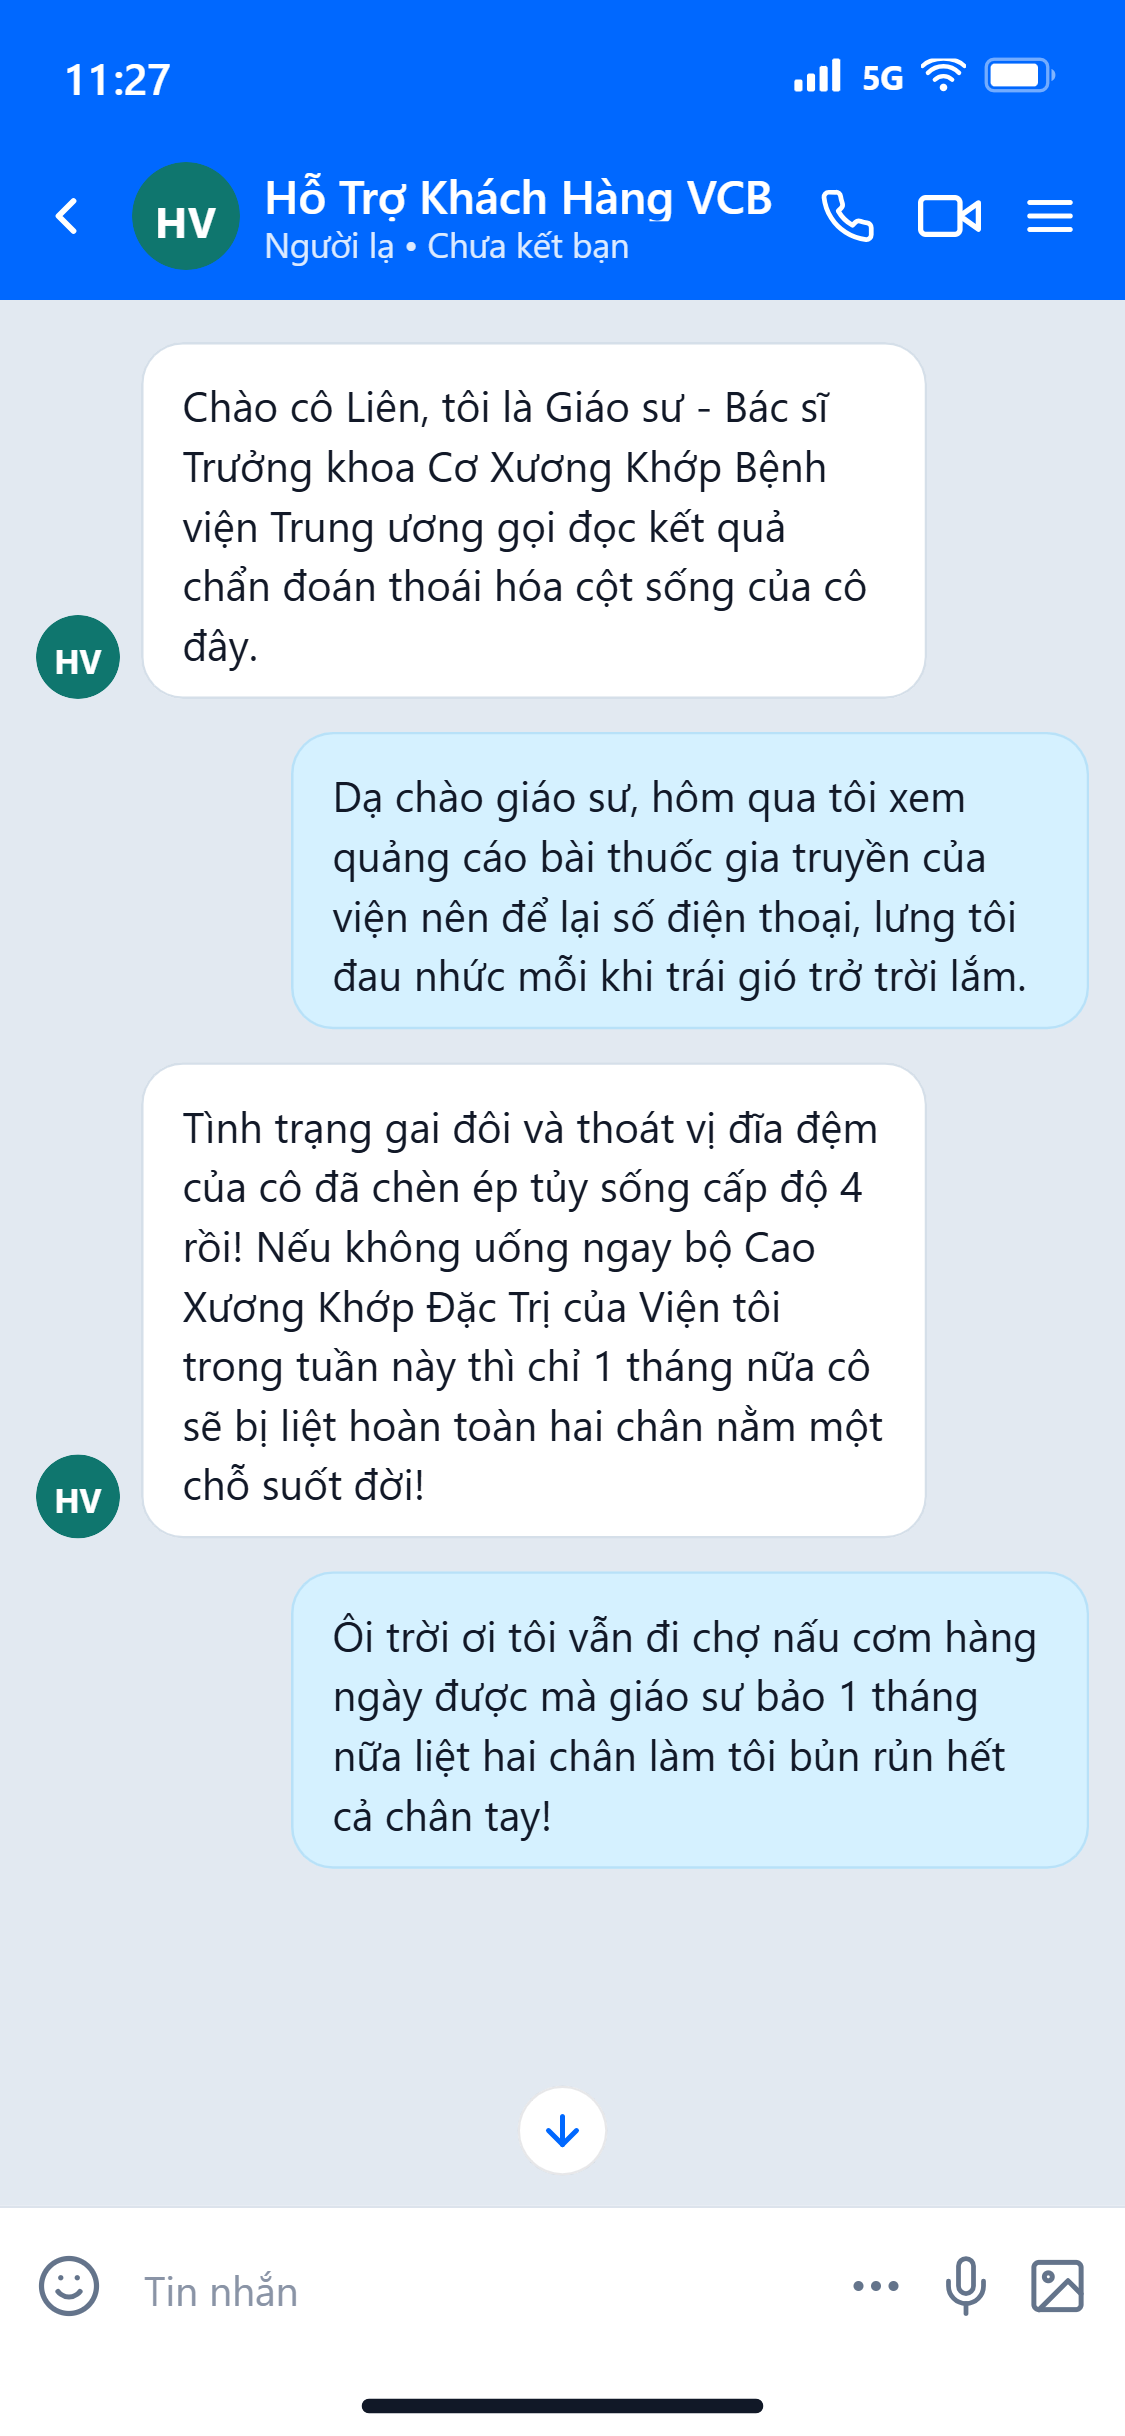 11:27
5G
HV
Hỗ Trợ Khách Hàng VCB
Người lạ • Chưa kết bạn
Chào cô Liên, tôi là Giáo sư - Bác sĩ
Trưởng khoa Cơ Xương Khớp Bệnh
viện Trung ương gọi đọc kết quả
chẩn đoán thoái hóa cột sống của cô
đây.
HV
Dạ chào giáo sư, hôm qua tôi xem
quảng cáo bài thuốc gia truyền của
viện nên để lại số điện thoại, lưng tôi
đau nhức mỗi khi trái gió trở trời lắm.
Tình trạng gai đôi và thoát vị đĩa đệm
của cô đã chèn ép tủy sống cấp độ 4
rồi! Nếu không uống ngay bộ Cao
Xương Khớp Đặc Trị của Viện tôi
trong tuần này thì chỉ 1 tháng nữa cô
sẽ bị liệt hoàn toàn hai chân nằm một
chỗ suốt đời!
HV
Ôi trời ơi tôi vẫn đi chợ nấu cơm hàng
ngày được mà giáo sư bảo 1 tháng
nữa liệt hai chân làm tôi bủn rủn hết
cả chân tay!
Tin nhắn